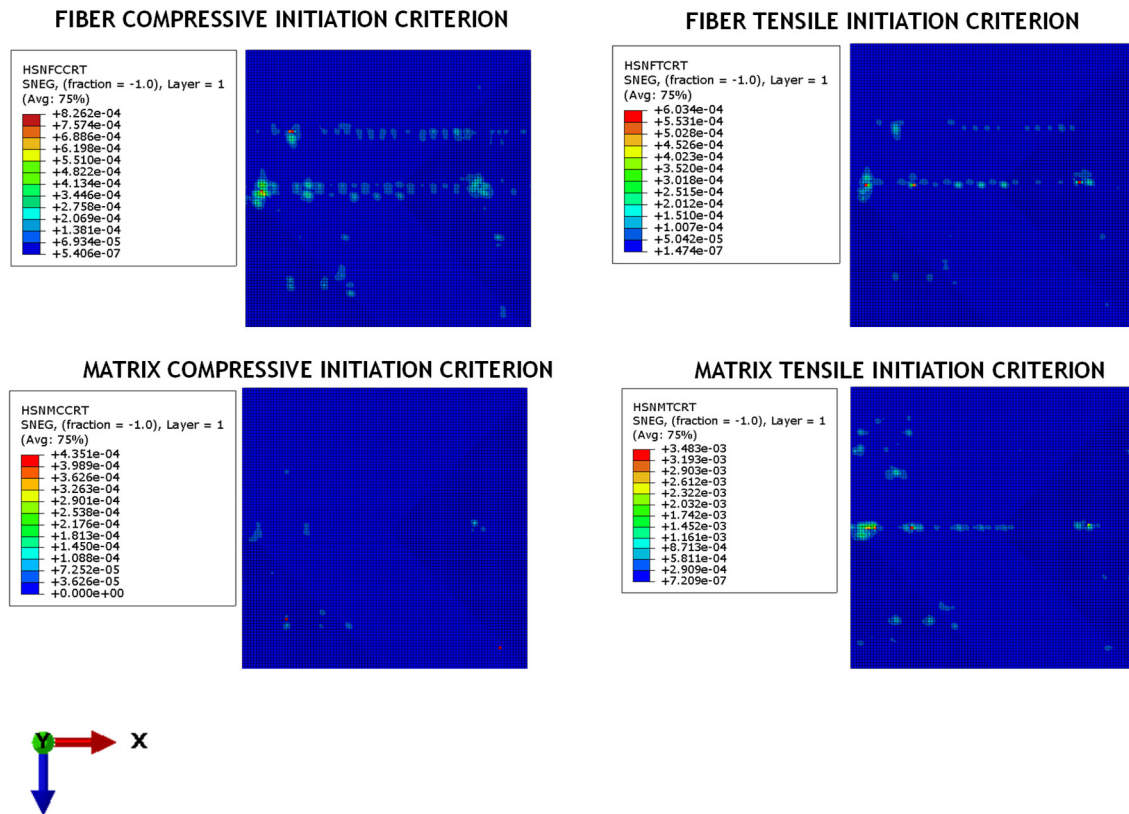 FIBER COMPRESSIVE INITIATION CRITERION
HSNFCCRT
SNEG, (fraction = -1.0), Layer = 1
(Avg: 75%)
+8.262e-04
+7.574e-04
+6.886e-04
+6.198e-04
+5.510e-04
+4.822e-04
+4.134e-04
+3.446e-04
+2.758e-04
+2.069e-04
+1.381e-04
+6.934e-05
+5.406e-07
FIBER TENSILE INITIATION CRITERION
HSNFTCRT
SNEG, (fraction = -1.0), Layer = 1
(Avg: 75%)
+6.034e-04
+5.531e-04
+5.028e-04
+4.526e-04
+4.023e-04
+3.520e-04
+3.018e-04
+2.515e-04
+2.012e-04
+1.510e-04
+1.007e-04
+5.042e-05
+1.474e-07
MATRIX COMPRESSIVE INITIATION CRITERION
HSNMCCRT
SNEG, (fraction = -1.0), Layer = 1
(Avg: 75%)
+4.351e-04
+3.989e-04
+3.626e-04
+3.263e-04
+2.901e-04
+2.538e-04
+2.176e-04
+1.813e-04
+1.450e-04
+1.088e-04
+7.252e-05
+3.626e-05
+0.000e+00
MATRIX TENSILE INITIATION CRITERION
HSNMTCRT
SNEG, (fraction = -1.0), Layer = 1
(Avg: 75%)
+3.483e-03
+3.193e-03
+2.903e-03
+2.612e-03
+2.322e-03
+2.032e-03
+1.742e-03
+1.452e-03
+1.161e-03
+8.713e-04
+5.811e-04
+2.909e-04
+7.209e-07
Y
X